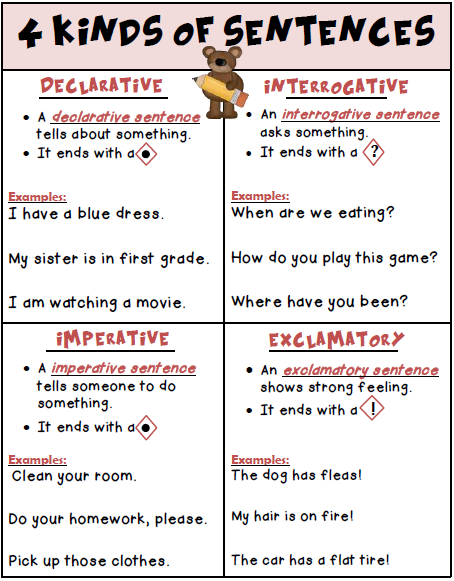 4 KINDS OF SENTENCES
DECLARATIVE
• A declarative sentence
tells about something.
• It ends with a .
Examples:
I have a blue dress.
My sister is in first grade.
I am watching a movie.
INTERROGATIVE
• An interrogative sentence
asks something.
• It ends with a ?
Examples:
When are we eating?
How do you play this game?
Where have you been?
IMPERATIVE
• A imperative sentence
tells someone to do
something.
• It ends with a .
Examples:
Clean your room.
Do your homework, please.
Pick up those clothes.
EXCLAMATORY
• An exclamatory sentence
shows strong feeling.
• It ends with a !
Examples:
The dog has fleas!
My hair is on fire!
The car has a flat tire!